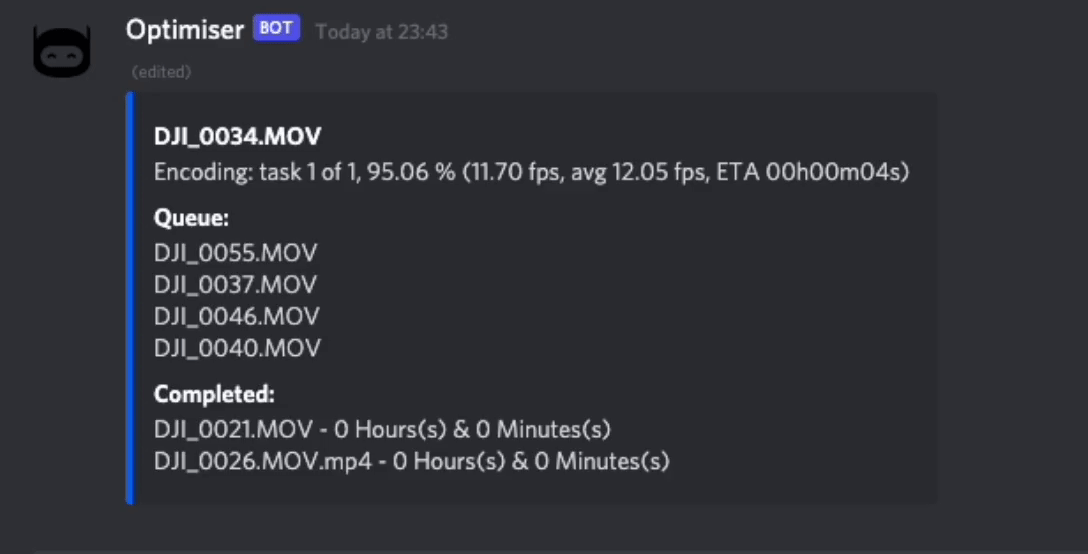 Optimiser BOT Today at 23:43
(edited)
DJI_0034.MOV
Encoding: task 1 of 1, 95.06 % (11.70 fps, avg 12.05 fps, ETA 00h00m04s)
Queue:
DJI_0055.MOV
DJI_0037.MOV
DJI_0046.MOV
DJI_0040.MOV
Completed:
DJI_0021.MOV - 0 Hours(s) & 0 Minutes(s)
DJI_0026.MOV.mp4 - 0 Hours(s) & 0 Minutes(s)